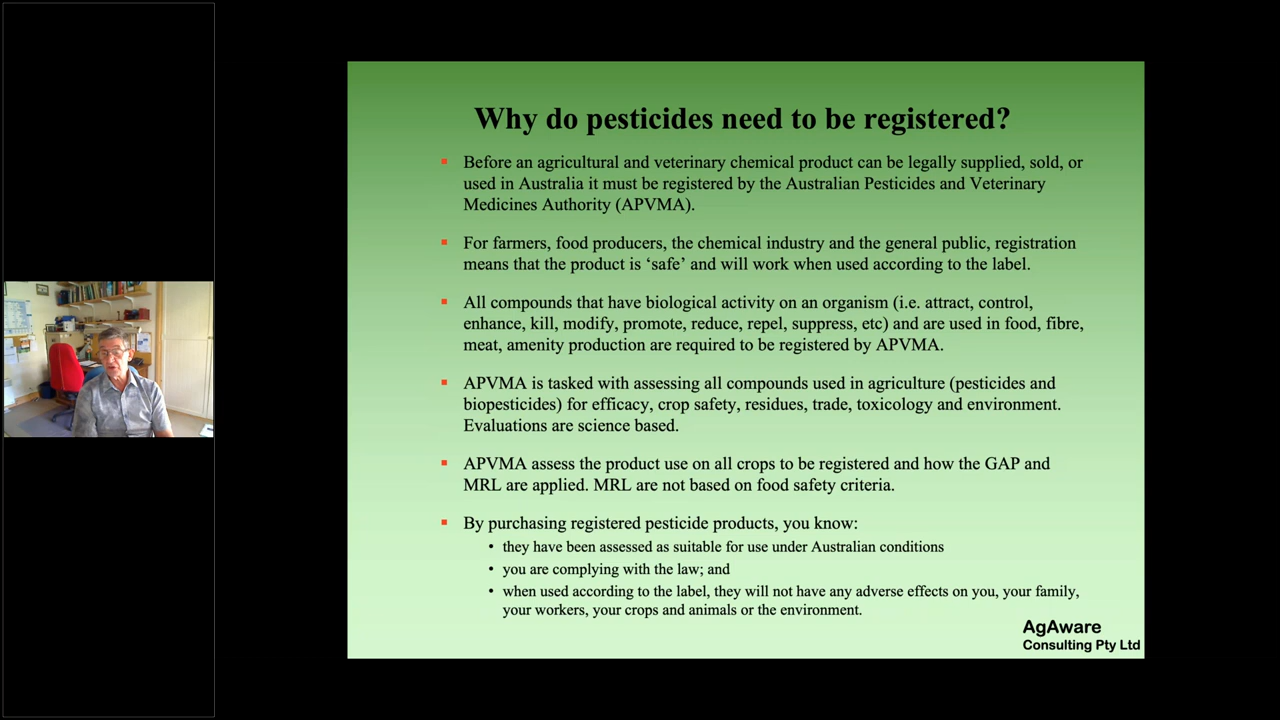 Why do pesticides need to be registered?
▪ Before an agricultural and veterinary chemical product can be legally supplied, sold, or
used in Australia it must be registered by the Australian Pesticides and Veterinary
Medicines Authority (APVMA).
▪ For farmers, food producers, the chemical industry and the general public, registration
means that the product is ‘safe’ and will work when used according to the label.
▪ All compounds that have biological activity on an organism (i.e. attract, control,
enhance, kill, modify, promote, reduce, repel, suppress, etc) and are used in food, fibre,
meat, amenity production are required to be registered by APVMA.
▪ APVMA is tasked with assessing all compounds used in agriculture (pesticides and
biopesticides) for efficacy, crop safety, residues, trade, toxicology and environment.
Evaluations are science based.
▪ APVMA assess the product use on all crops to be registered and how the GAP and
MRL are applied. MRL are not based on food safety criteria.
▪ By purchasing registered pesticide products, you know:
• they have been assessed as suitable for use under Australian conditions
• you are complying with the law; and
• when used according to the label, they will not have any adverse effects on you, your family,
your workers, your crops and animals or the environment.
AgAware
Consulting Pty Ltd